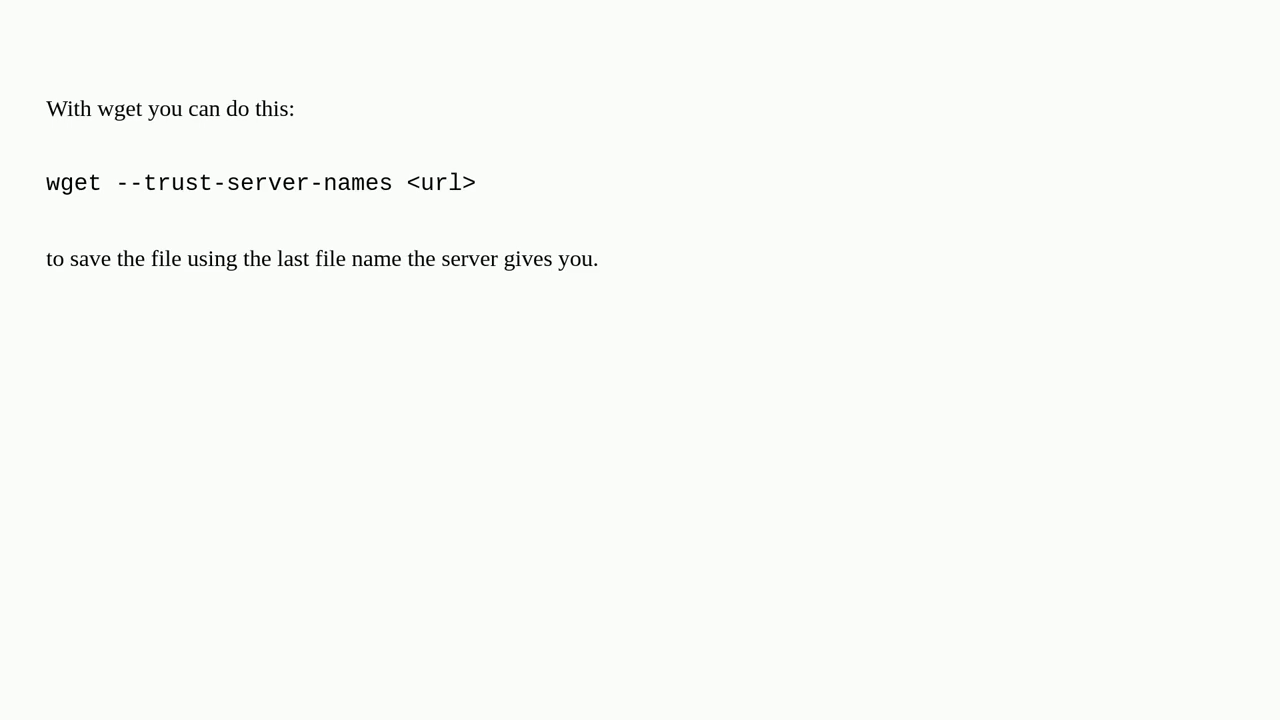 With wget you can do this:
wget --trust-server-names <url>
to save the file using the last file name the server gives you.